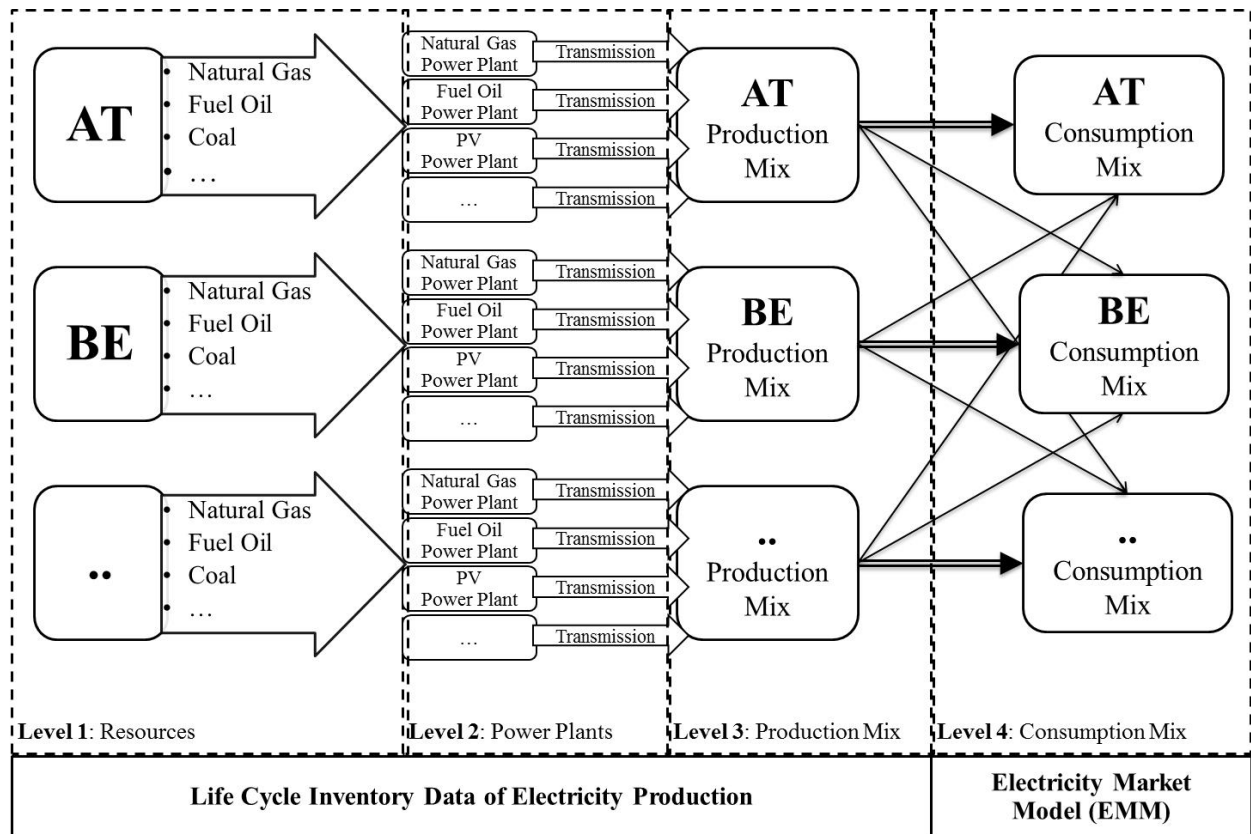 AT
• Natural Gas
• Fuel Oil
• Coal
• …
Natural Gas
Power Plant
Transmission
Fuel Oil
Power Plant
Transmission
PV
Power Plant
Transmission
…
Transmission
AT
Production
Mix
AT
Consumption
Mix
BE
• Natural Gas
• Fuel Oil
• Coal
• …
Natural Gas
Power Plant
Transmission
Fuel Oil
Power Plant
Transmission
PV
Power Plant
Transmission
…
Transmission
BE
Production
Mix
BE
Consumption
Mix
..
• Natural Gas
• Fuel Oil
• Coal
• …
Natural Gas
Power Plant
Transmission
Fuel Oil
Power Plant
Transmission
PV
Power Plant
Transmission
…
Transmission
..
Production
Mix
..
Consumption
Mix
Level 1: Resources
Level 2: Power Plants
Level 3: Production Mix
Level 4: Consumption Mix
Life Cycle Inventory Data of Electricity Production
Electricity Market
Model (EMM)